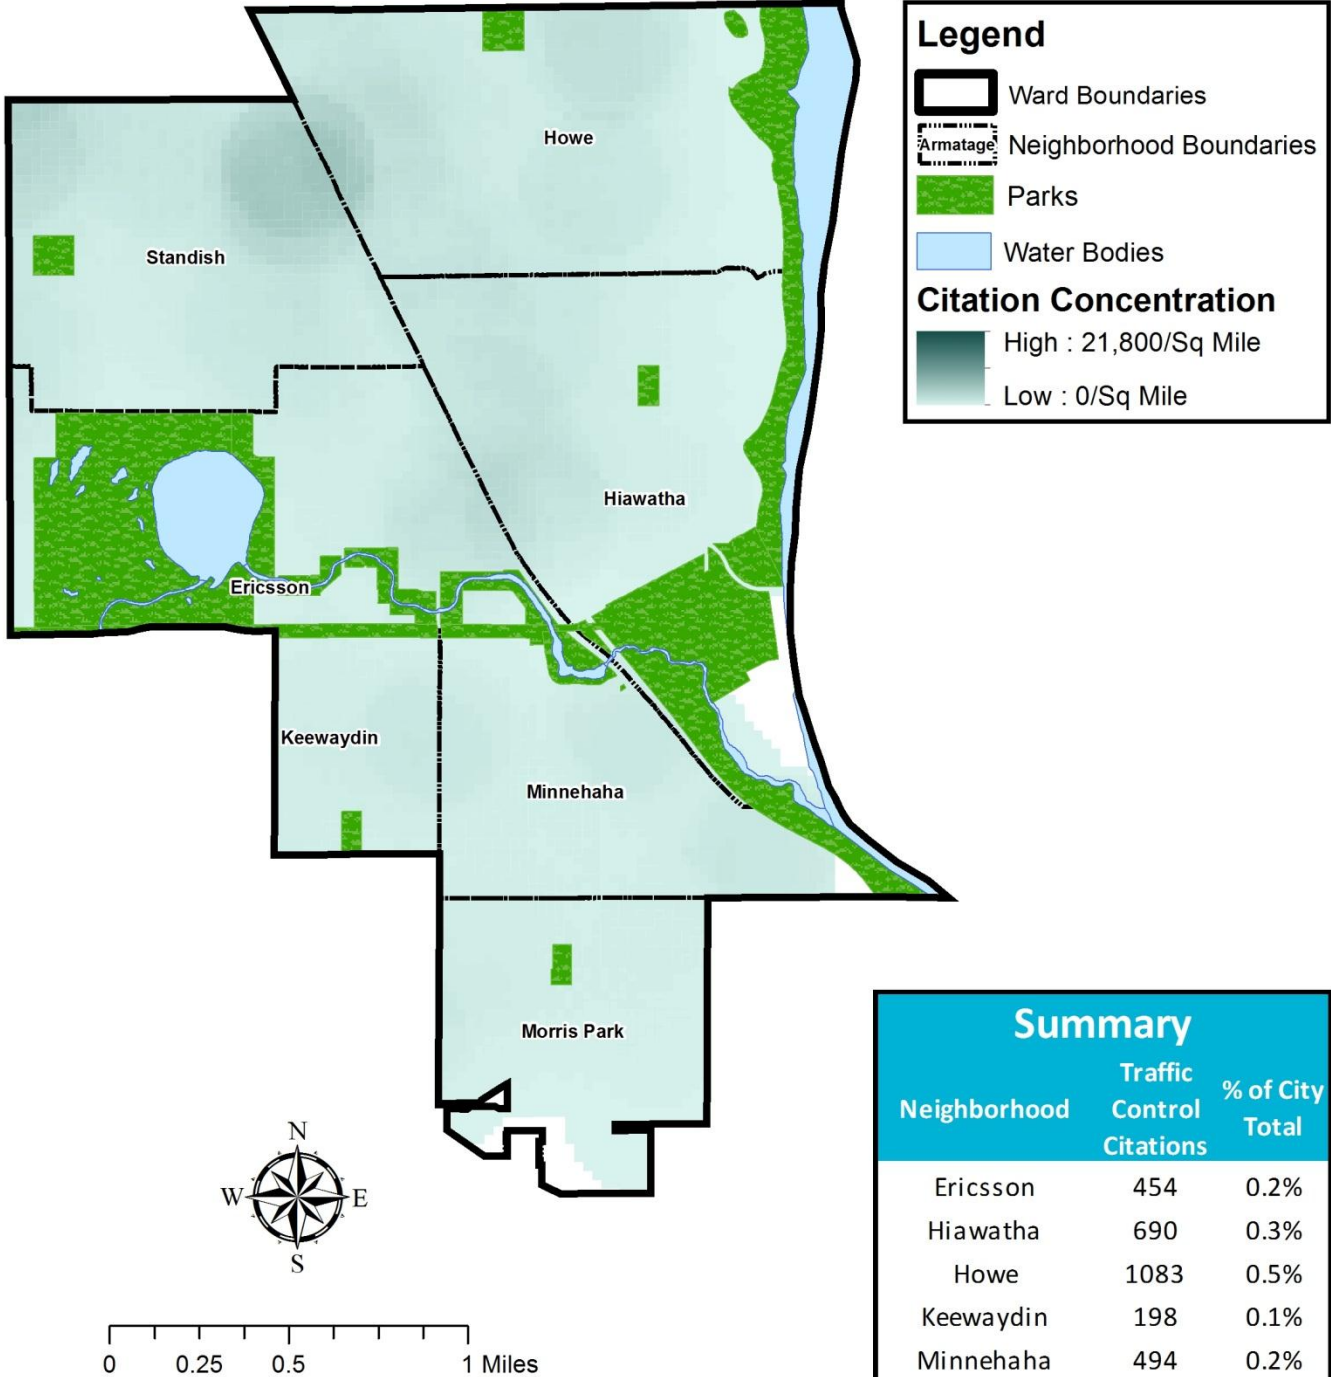 Howe
Standish
Hiawatha
Ericsson
Keewaydin
Minnehaha
Morris Park
Legend
Ward Boundaries
Armatage Neighborhood Boundaries
Parks
Water Bodies
Citation Concentration
High : 21,800/Sq Mile
Low : 0/Sq Mile
N
W E
S
0 0.25 0.5 1 Miles
Summary
Neighborhood Traffic Control Citations % of City Total
Ericsson 454 0.2%
Hiawatha 690 0.3%
Howe 1083 0.5%
Keewaydin 198 0.1%
Minnehaha 494 0.2%